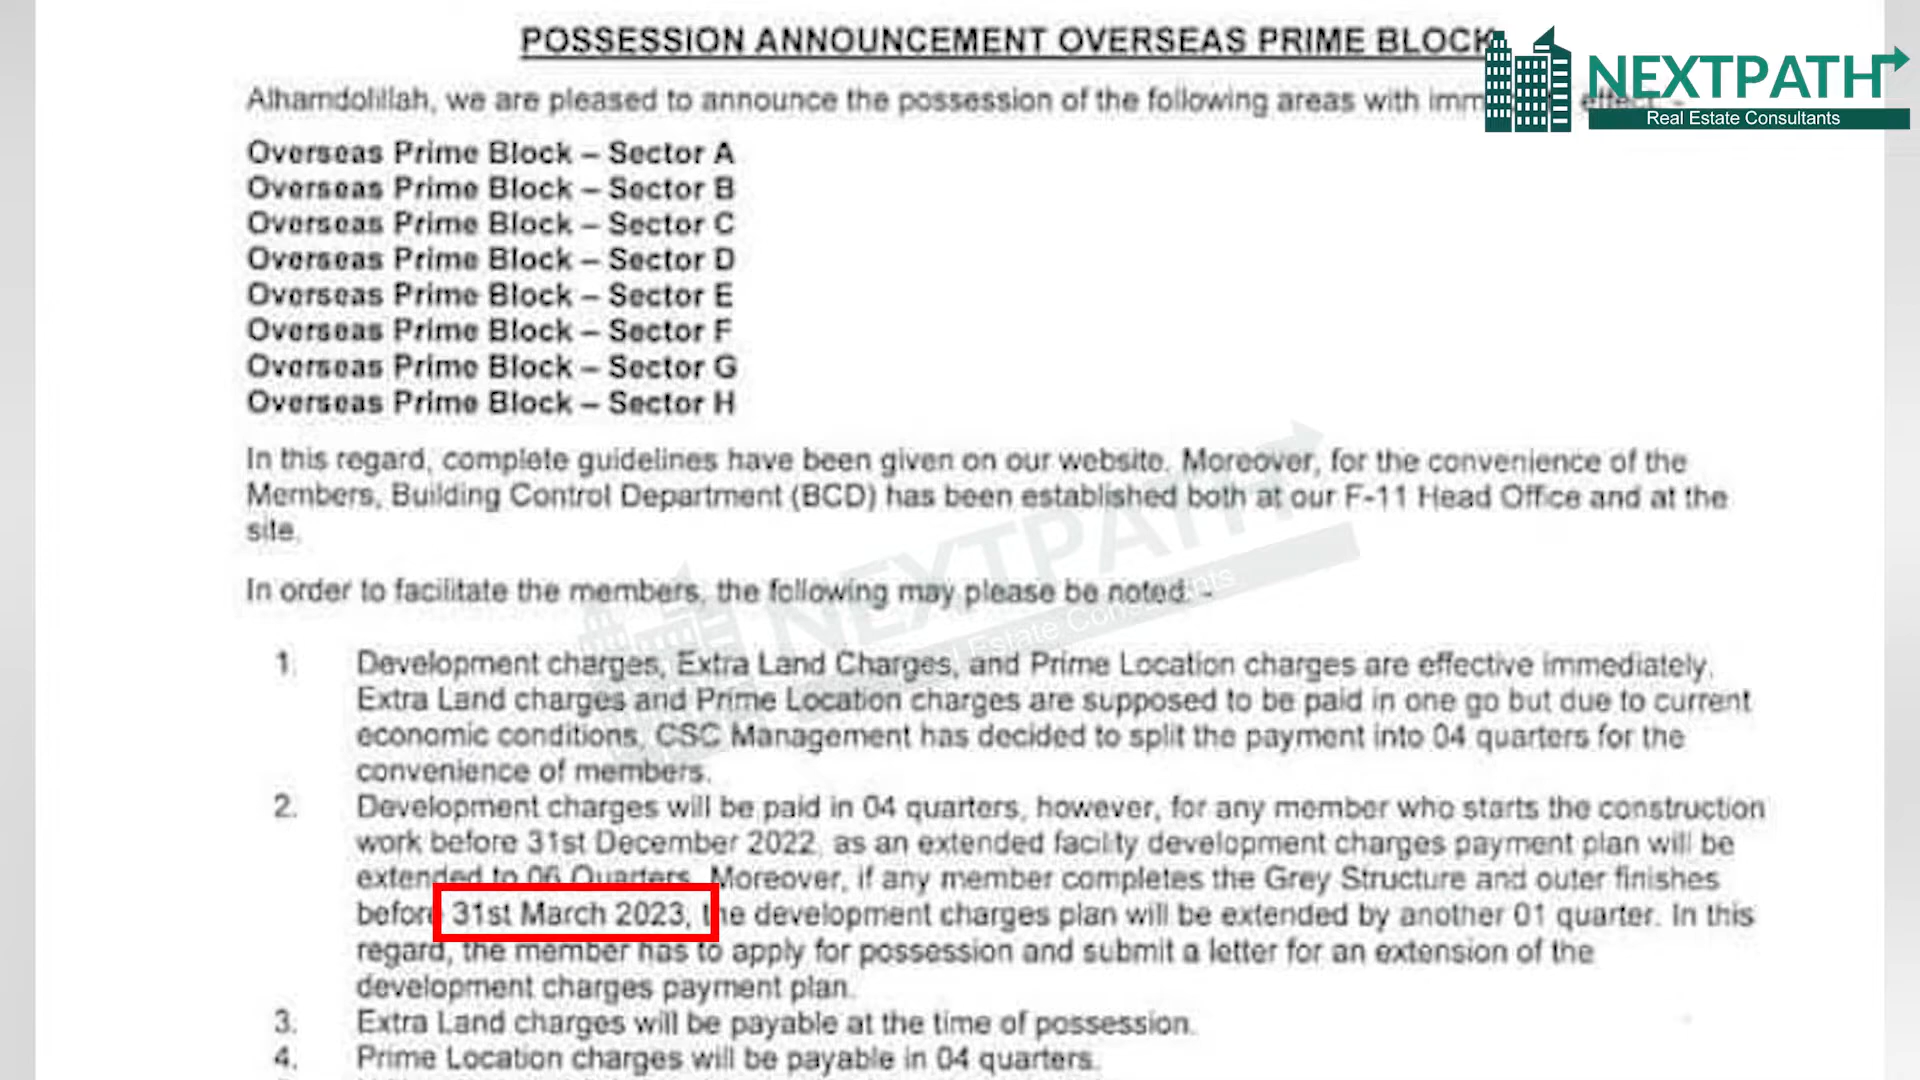 POSSESSION ANNOUNCEMENT OVERSEAS PRIME BLOCK
NEXTPATH
Real Estate Consultants
Alhamdolillah, we are pleased to announce the possession of the following areas with effect: -
Overseas Prime Block – Sector A
Overseas Prime Block – Sector B
Overseas Prime Block – Sector C
Overseas Prime Block – Sector D
Overseas Prime Block – Sector E
Overseas Prime Block – Sector F
Overseas Prime Block – Sector G
Overseas Prime Block – Sector H
In this regard, complete guidelines have been given on our website. Moreover, for the convenience of the
Members, Building Control Department (BCD) has been established both at our F-11 Head Office and at the
site.
In order to facilitate the members, the following may please be noted: -
NEXTPATH
Real Estate Consultants
1. Development charges, Extra Land Charges, and Prime Location charges are effective immediately.
Extra Land charges and Prime Location charges are supposed to be paid in one go but due to current
economic conditions, CSC Management has decided to split the payment into 04 quarters for the
convenience of members.
2. Development charges will be paid in 04 quarters, however, for any member who starts the construction
work before 31st December 2022, as an extended facility development charges payment plan will be
extended to 06 Quarters. Moreover, if any member completes the Grey Structure and outer finishes
before 31st March 2023, the development charges plan will be extended by another 01 quarter. In this
regard, the member has to apply for possession and submit a letter for an extension of the
development charges payment plan.
3. Extra Land charges will be payable at the time of possession.
4. Prime Location charges will be payable in 04 quarters.